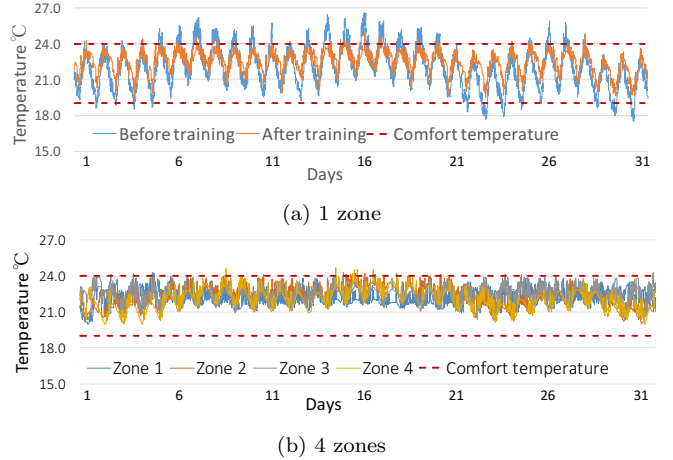 27.0
24.0
21.0
18.0
15.0
Temperature℃
Before training After training Comfort temperature
1 6 11 16 21 26 31
Days
(a) 1 zone
27.0
24.0
21.0
18.0
15.0
Temperature℃
Zone 1 Zone 2 Zone 3 Zone 4 Comfort temperature
1 6 11 16 21 26 31
Days
(b) 4 zones